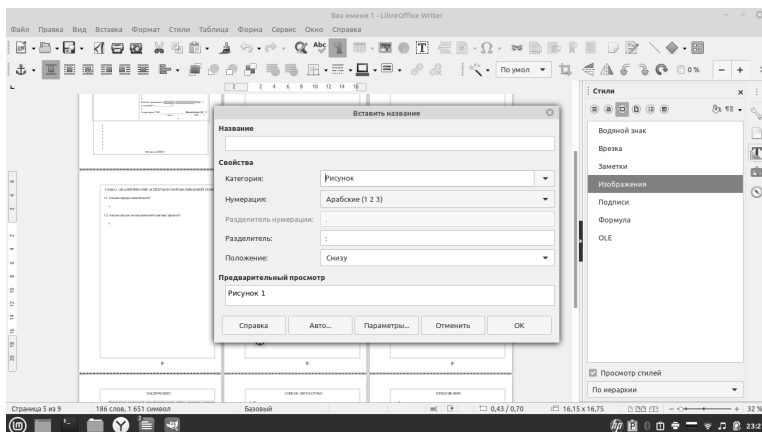 Без имени 1 - LibreOffice Writer
Файл Правка Вид Вставка Формат Стили Таблица Форма Сервис Окно Справка
По умол
0 %
Стили
Водяной знак
Врезка
Заметки
Изображения
Подписи
Формула
OLE
Просмотр стилей
По иерархии
Вставить название
Название
Свойства
Категория: Рисунок
Нумерация: Арабские (1 2 3)
Разделитель нумерации: .
Разделитель: :
Положение: Снизу
Предварительный просмотр
Рисунок 1
Справка Авто... Параметры... Отменить OK
Страница 5 из 9 186 слов, 1 651 символ Базовый 0,43 / 0,70 16,15 x 16,75 32 %
23:2